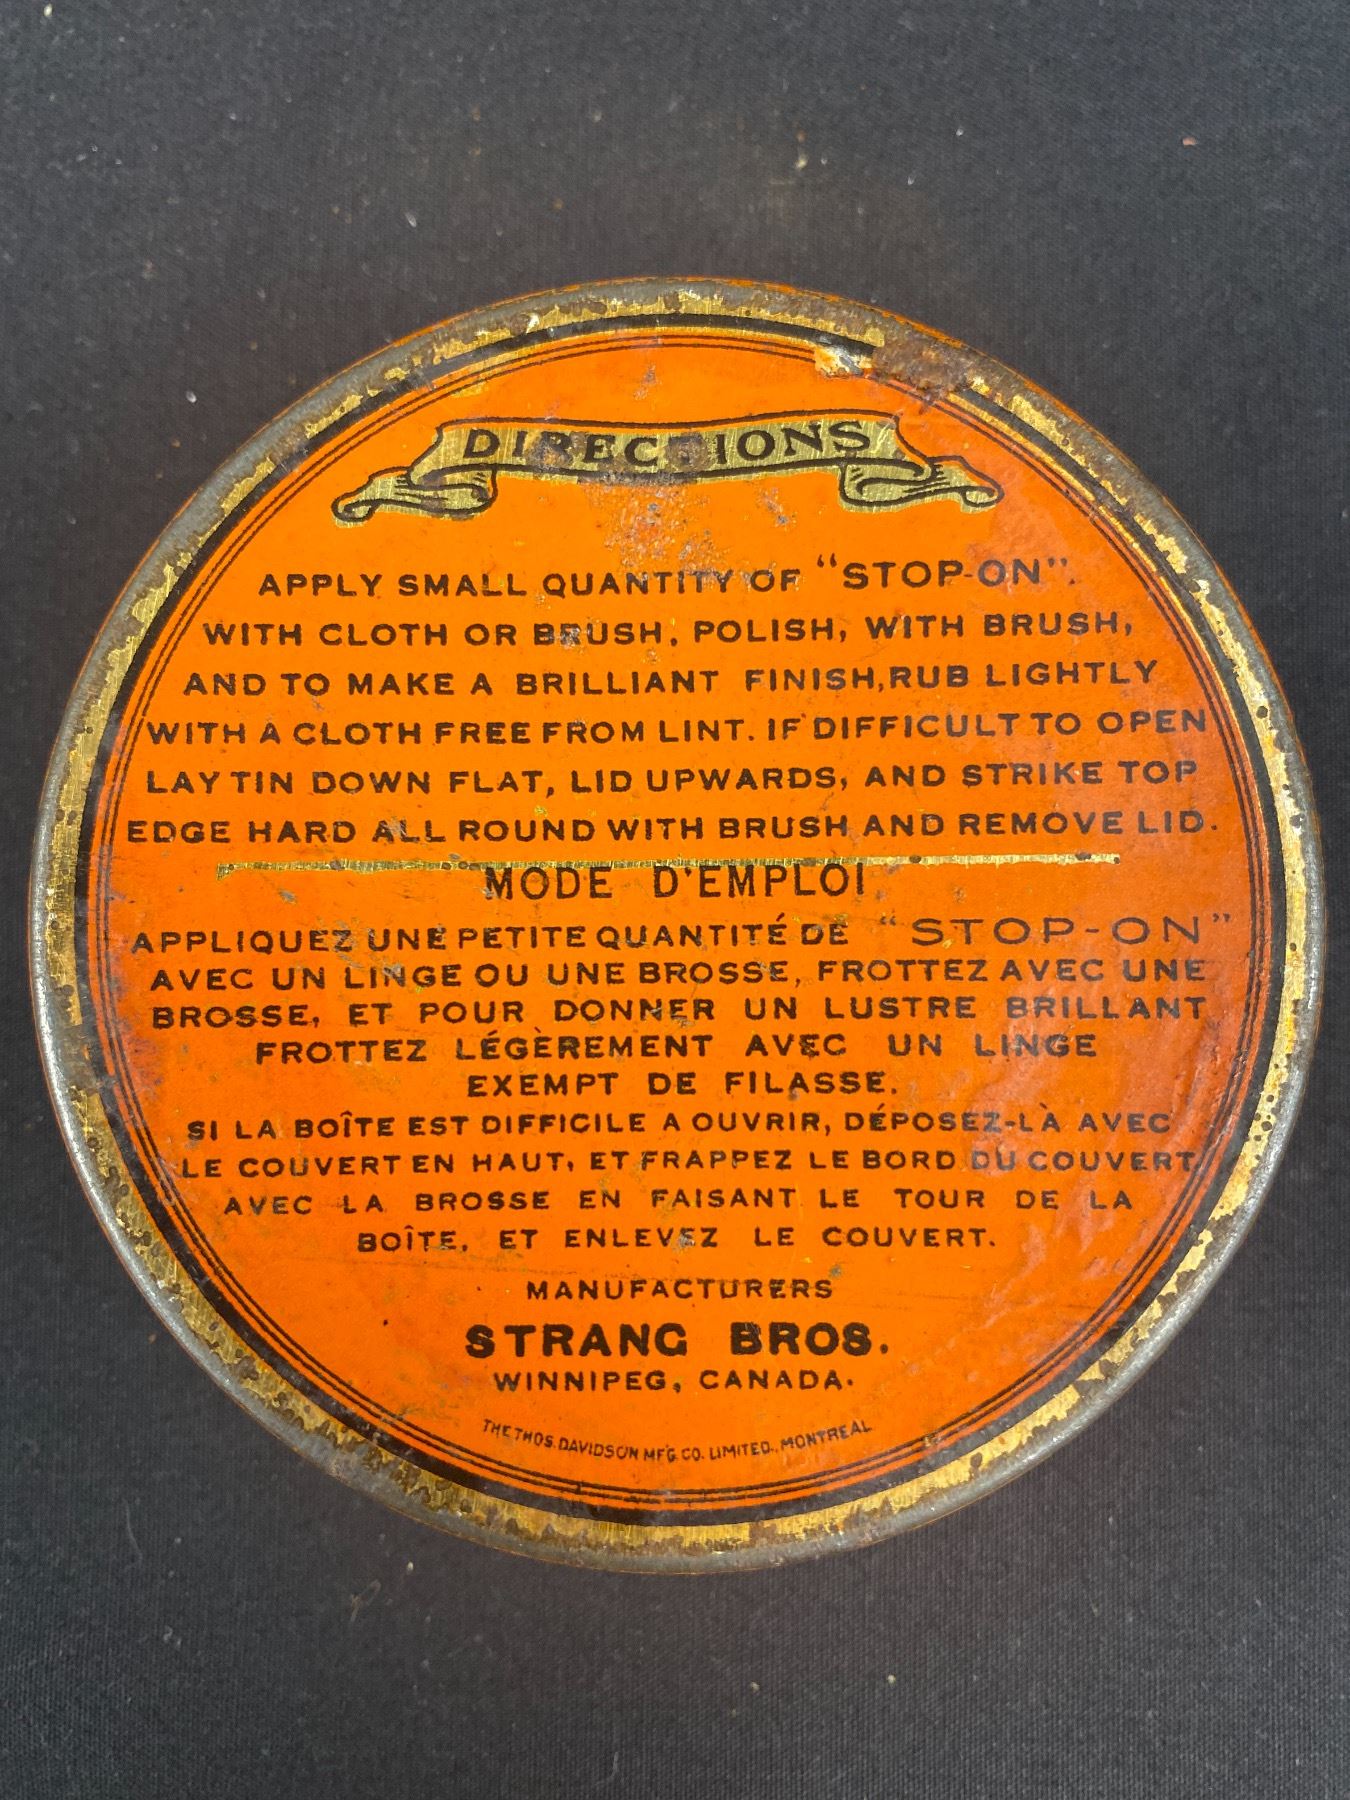 DIRECTIONS
APPLY SMALL QUANTITY OF "STOP-ON".
WITH CLOTH OR BRUSH, POLISH, WITH BRUSH,
AND TO MAKE A BRILLIANT FINISH, RUB LIGHTLY
WITH A CLOTH FREE FROM LINT. IF DIFFICULT TO OPEN
LAY TIN DOWN FLAT, LID UPWARDS, AND STRIKE TOP
EDGE HARD ALL ROUND WITH BRUSH AND REMOVE LID.
MODE D'EMPLOI
APPLIQUEZ UNE PETITE QUANTITÉ DE "STOP-ON"
AVEC UN LINGE OU UNE BROSSE, FROTTEZ AVEC UNE
BROSSE, ET POUR DONNER UN LUSTRE BRILLANT
FROTTEZ LÉGÈREMENT AVEC UN LINGE
EXEMPT DE FILASSE.
SI LA BOÎTE EST DIFFICILE A OUVRIR, DÉPOSEZ-LÀ AVEC
LE COUVERT EN HAUT, ET FRAPPEZ LE BORD DU COUVERT
AVEC LA BROSSE EN FAISANT LE TOUR DE LA
BOÎTE, ET ENLEVEZ LE COUVERT.
MANUFACTURERS
STRANG BROS.
WINNIPEG, CANADA.
THE THOS. DAVIDSON MFG. CO. LIMITED., MONTREAL